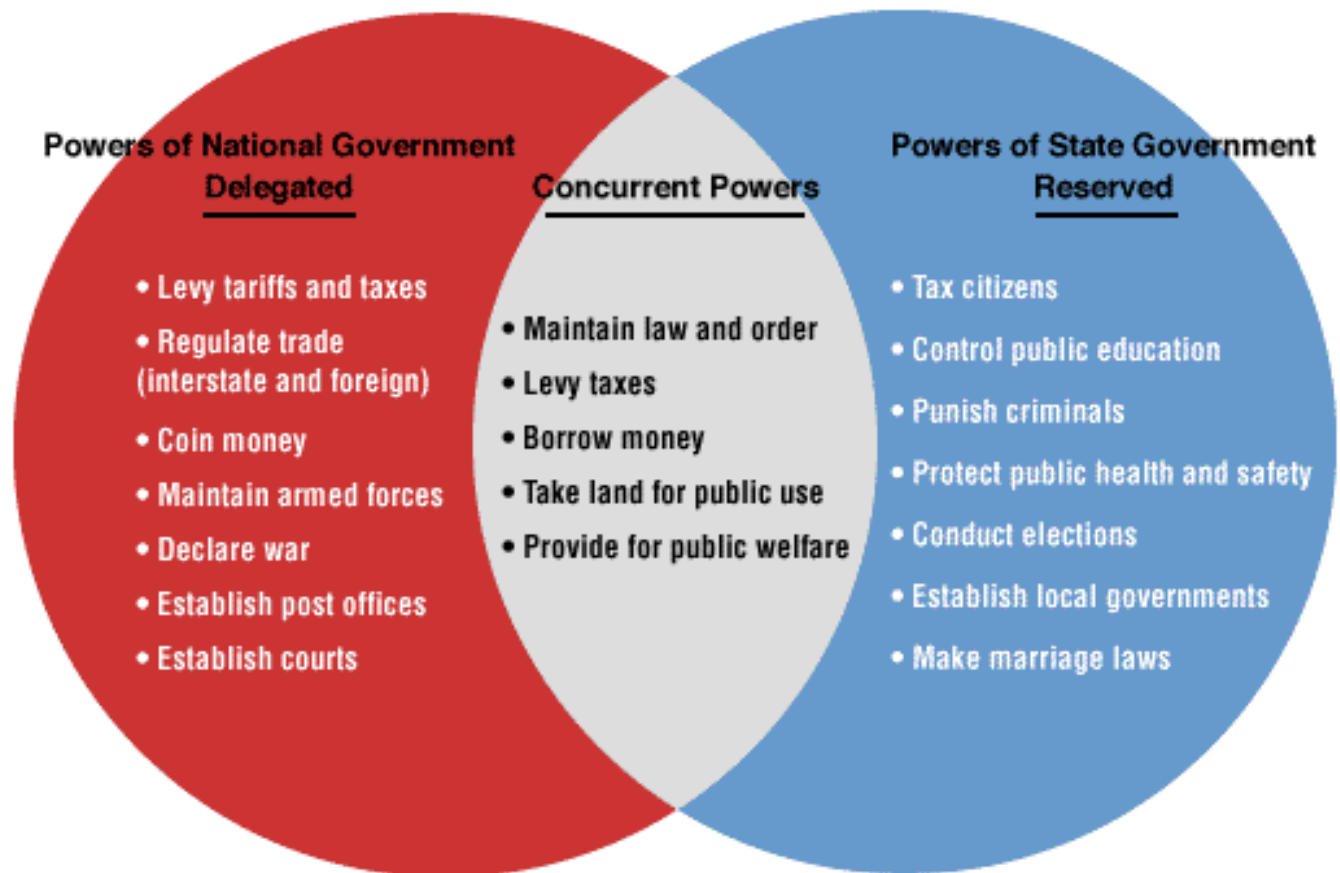 Powers of National Government
Delegated
• Levy tariffs and taxes
• Regulate trade
(interstate and foreign)
• Coin money
• Maintain armed forces
• Declare war
• Establish post offices
• Establish courts
Concurrent Powers
• Maintain law and order
• Levy taxes
• Borrow money
• Take land for public use
• Provide for public welfare
Powers of State Government
Reserved
• Tax citizens
• Control public education
• Punish criminals
• Protect public health and safety
• Conduct elections
• Establish local governments
• Make marriage laws